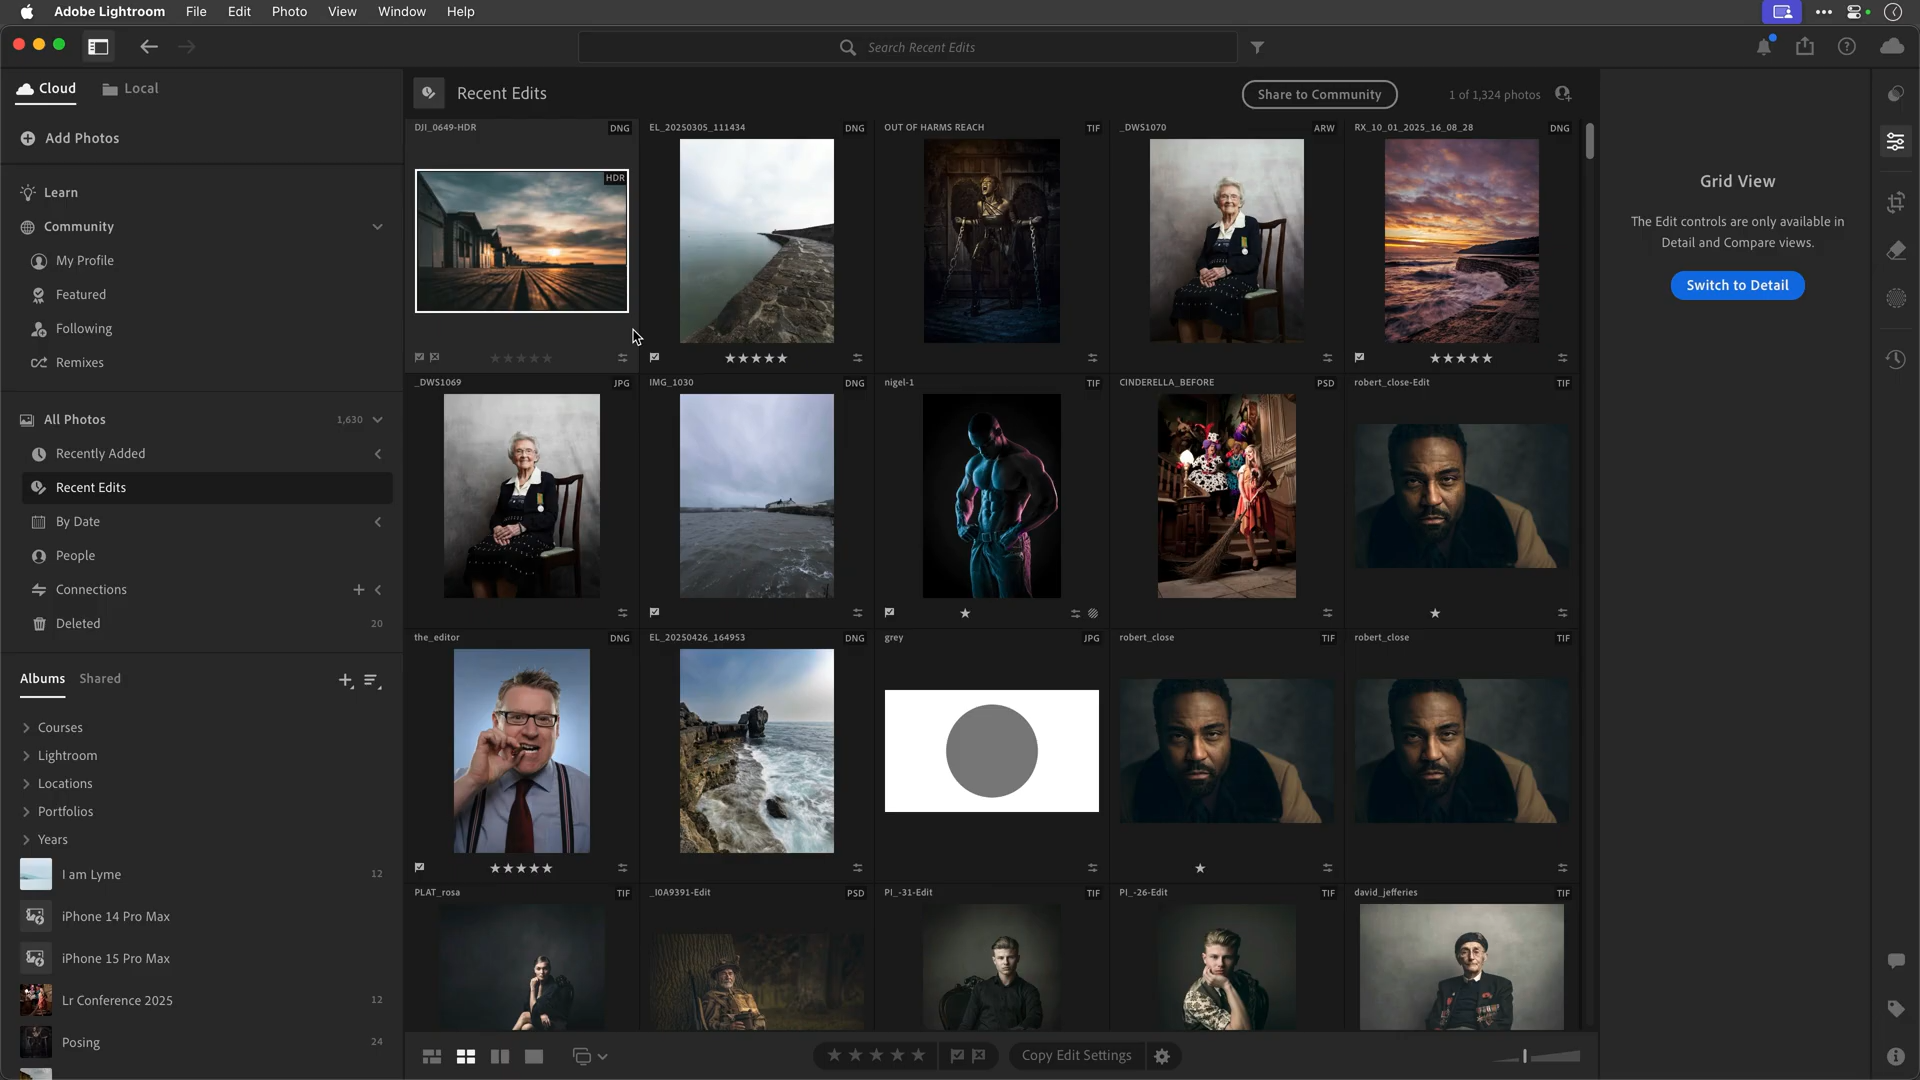 Adobe Lightroom File Edit Photo View Window Help
Search Recent Edits
Cloud Local
Add Photos
Learn
Community
My Profile
Featured
Following
Remixes
All Photos 1,630
Recently Added
Recent Edits
By Date
People
Connections
Deleted 20
Albums Shared
Courses
Lightroom
Locations
Portfolios
Years
I am Lyme 12
iPhone 14 Pro Max
iPhone 15 Pro Max
Lr Conference 2025 12
Posing 24
Recent Edits Share to Community 1 of 1,324 photos
DJI_0649-HDR DNG EL_20250305_111434 DNG OUT OF HARMS REACH TIF _DWS1070 ARW RX_10_01_2025_16_08_28 DNG
HDR
_DWS1069 JPG IMG_1030 DNG nigel-1 TIF CINDERELLA_BEFORE PSD robert_close-Edit TIF
the_editor DNG EL_20250426_164953 DNG grey JPG robert_close TIF robert_close TIF
PLAT_rosa TIF _I0A9391-Edit PSD PI_-31-Edit TIF PI_-26-Edit TIF david_jefferies TIF
Copy Edit Settings
Grid View
The Edit controls are only available in
Detail and Compare views.
Switch to Detail